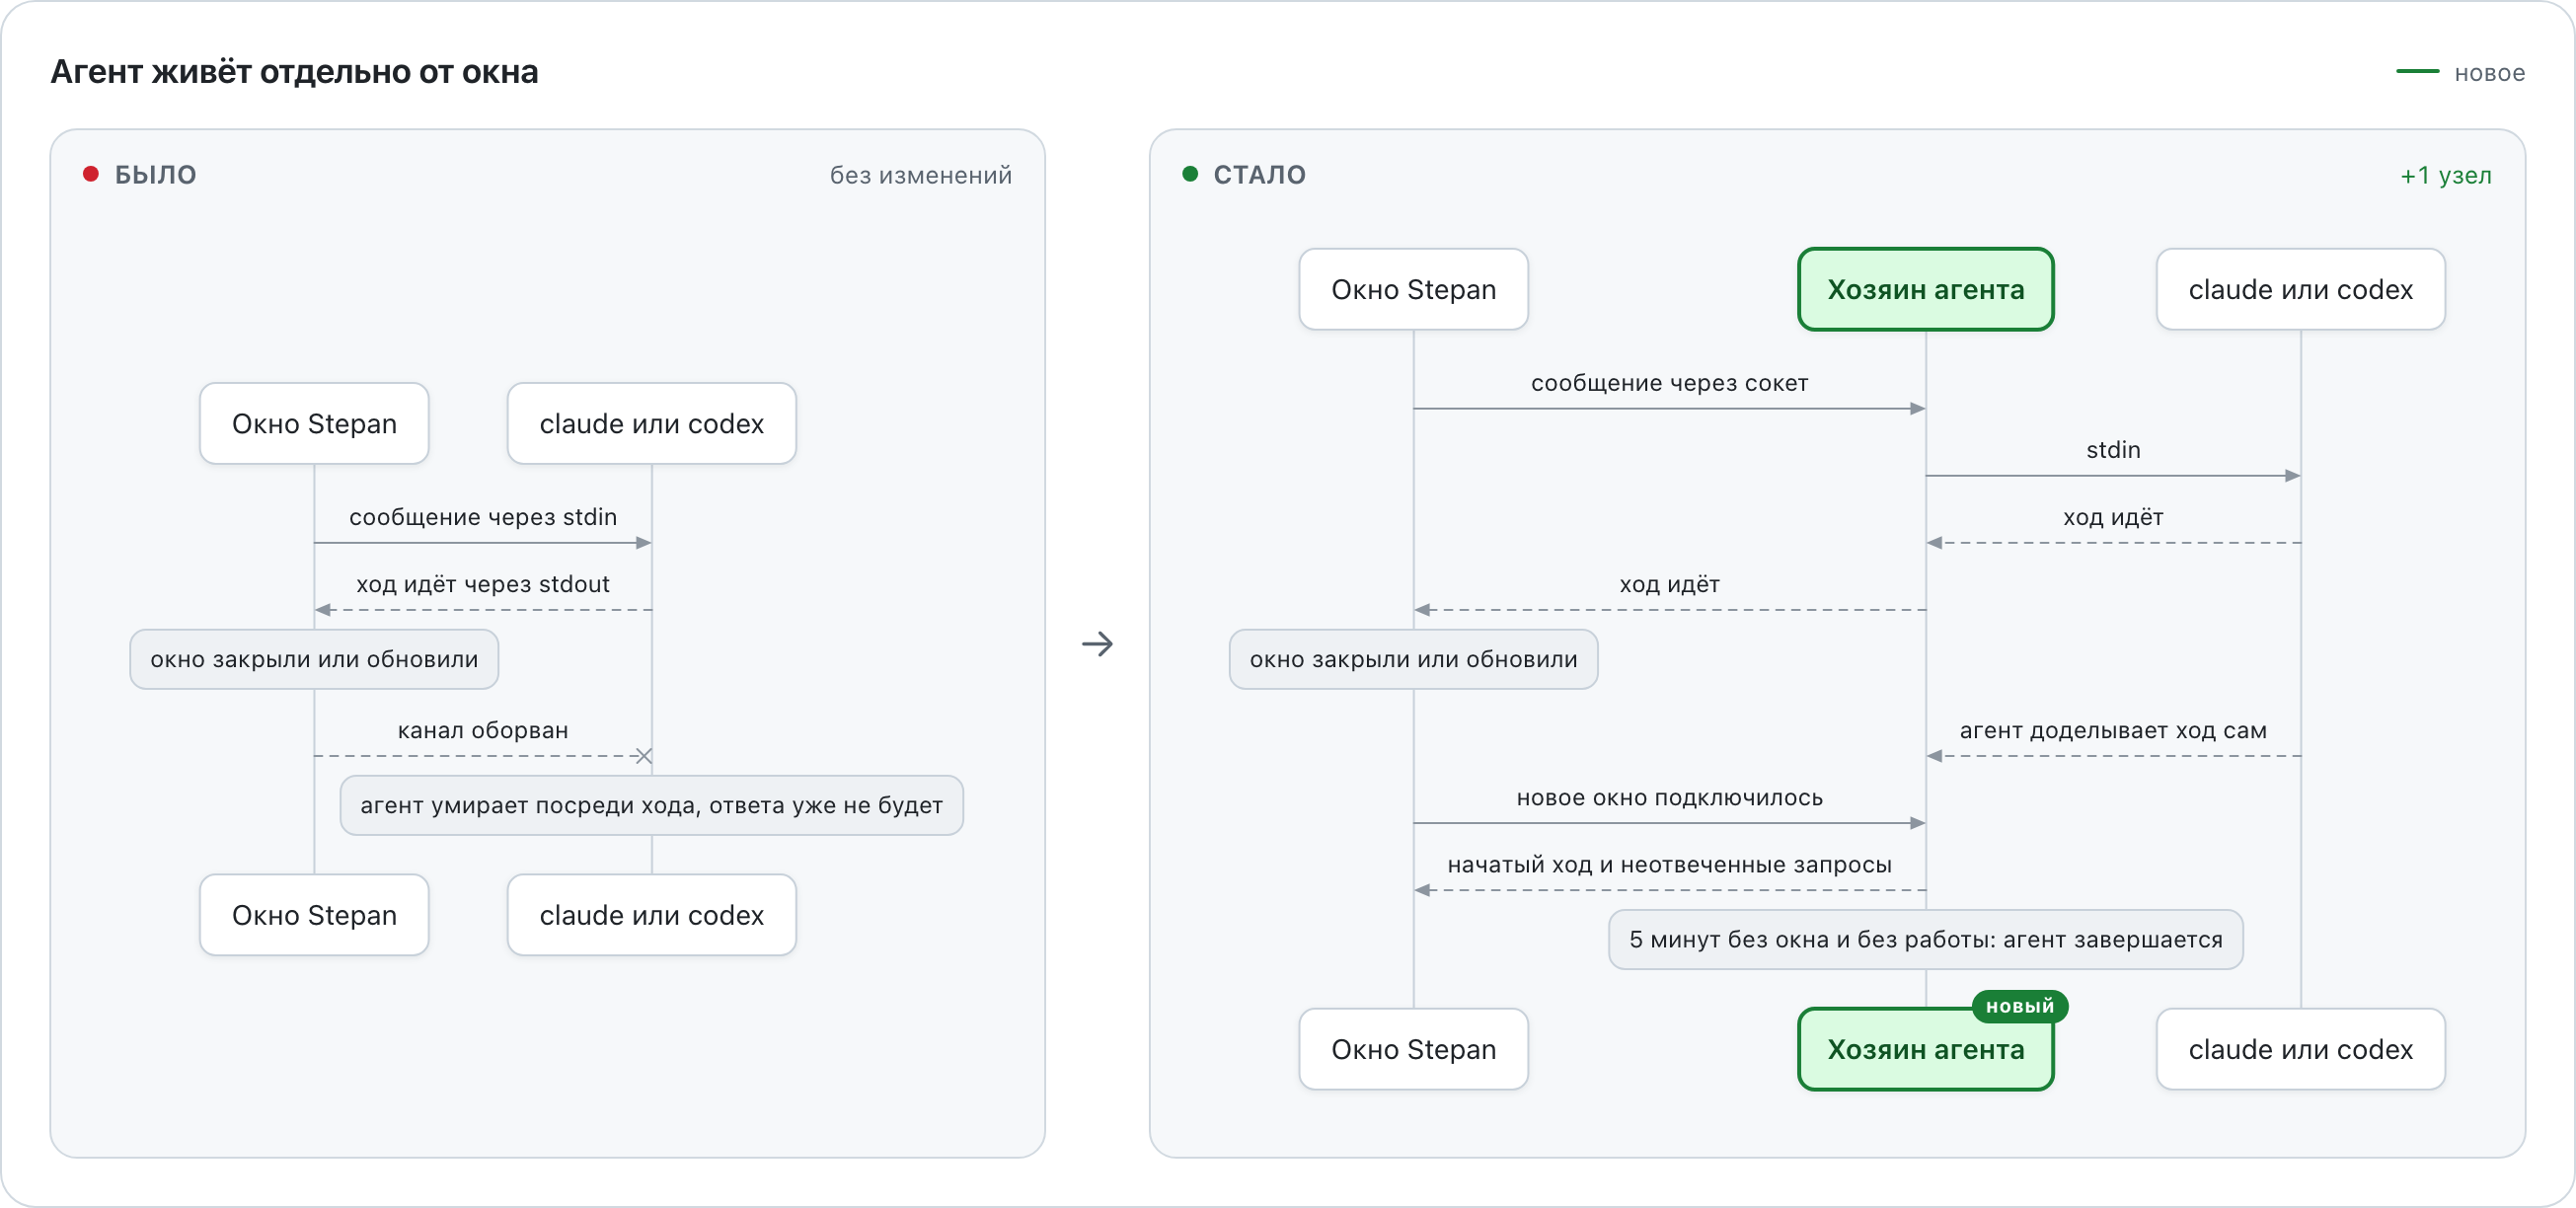 Агент живёт отдельно от окна
новое
БЫЛО
без изменений
Окно Stepan
claude или codex
сообщение через stdin
ход идёт через stdout
окно закрыли или обновили
канал оборван
агент умирает посреди хода, ответа уже не будет
Окно Stepan
claude или codex
СТАЛО
+1 узел
Окно Stepan
Хозяин агента
claude или codex
сообщение через сокет
stdin
ход идёт
ход идёт
окно закрыли или обновили
агент доделывает ход сам
новое окно подключилось
начатый ход и неотвеченные запросы
5 минут без окна и без работы: агент завершается
новый
Окно Stepan
Хозяин агента
claude или codex